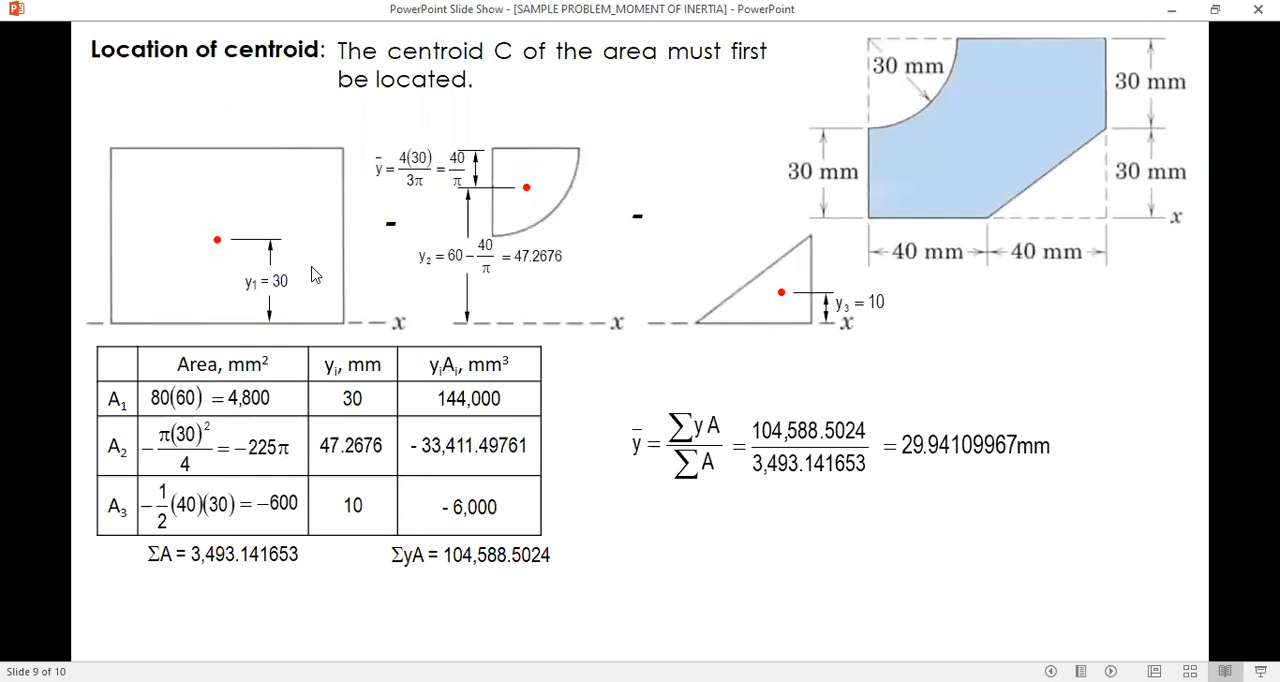 PowerPoint Slide Show - [SAMPLE PROBLEM_MOMENT OF INERTIA] - PowerPoint
Location of centroid: The centroid C of the area must first
be located.
30 mm
30 mm
30 mm
30 mm
x
40 mm
40 mm
y₁ = 30
x
-
ȳ = 4(30)/3π = 40/π
y₂ = 60 − 40/π = 47.2676
x
-
y₃ = 10
x
Area, mm² yᵢ, mm yᵢAᵢ, mm³
A₁ 80(60) = 4,800 30 144,000
A₂ −π(30)²/4 = −225π 47.2676 - 33,411.49761
A₃ −1/2(40)(30) = −600 10 - 6,000
ΣA = 3,493.141653 ΣyA = 104,588.5024
ȳ = ∑yA/∑A = 104,588.5024/3,493.141653 = 29.94109967mm
Slide 9 of 10